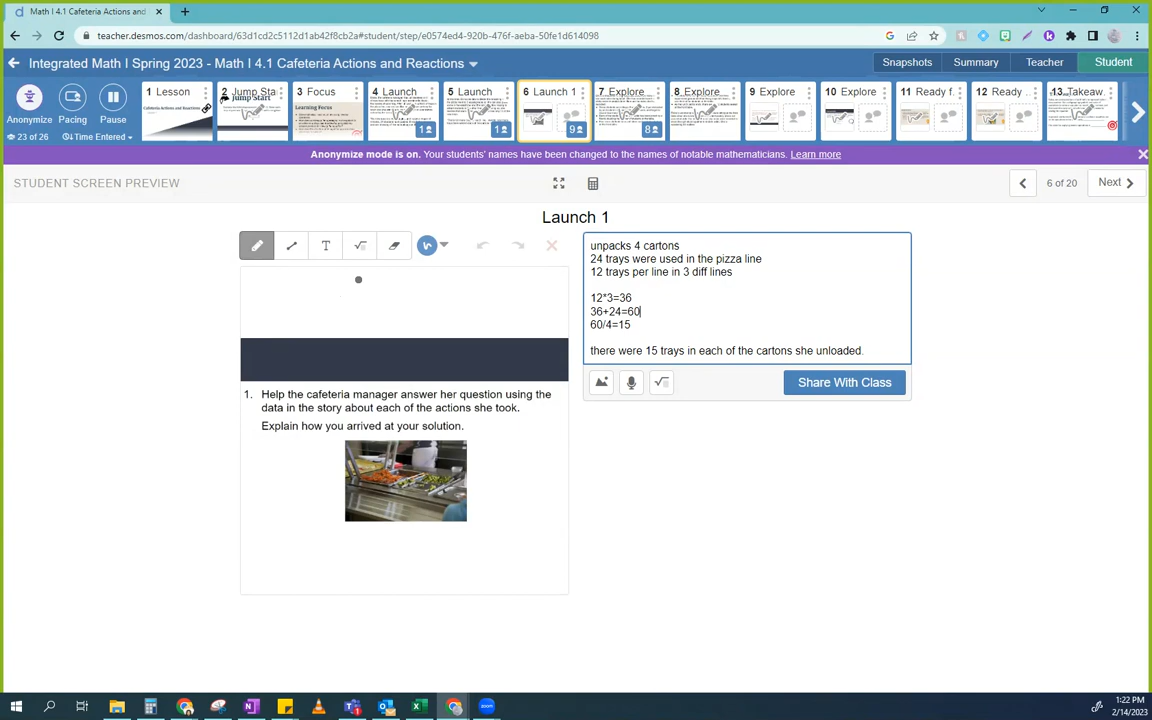 Math I 4.1 Cafeteria Actions and
teacher.desmos.com/dashboard/63d1cd2c5112d1ab42f8cb2a#student/step/e0574ed4-920b-476f-aeba-50fe1d614098
Integrated Math I Spring 2023 - Math I 4.1 Cafeteria Actions and Reactions
Snapshots Summary Teacher Student
Anonymize Pacing Pause
23 of 26 Time Entered
1 Lesson 2 Jump Sta 3 Focus 4 Launch 5 Launch 6 Launch 1 7 Explore 8 Explore 9 Explore 10 Explore 11 Ready f. 12 Ready 13 Takeaw
Jump Start
Learning Focus
1 1 9 8
Anonymize mode is on. Your students' names have been changed to the names of notable mathematicians. Learn more
STUDENT SCREEN PREVIEW
6 of 20
Next
Launch 1
T
1. Help the cafeteria manager answer her question using the
data in the story about each of the actions she took.
Explain how you arrived at your solution.
unpacks 4 cartons
24 trays were used in the pizza line
12 trays per line in 3 diff lines
12*3=36
36+24=60
60/4=15
there were 15 trays in each of the cartons she unloaded.
Share With Class
1:22 PM
2/14/2023